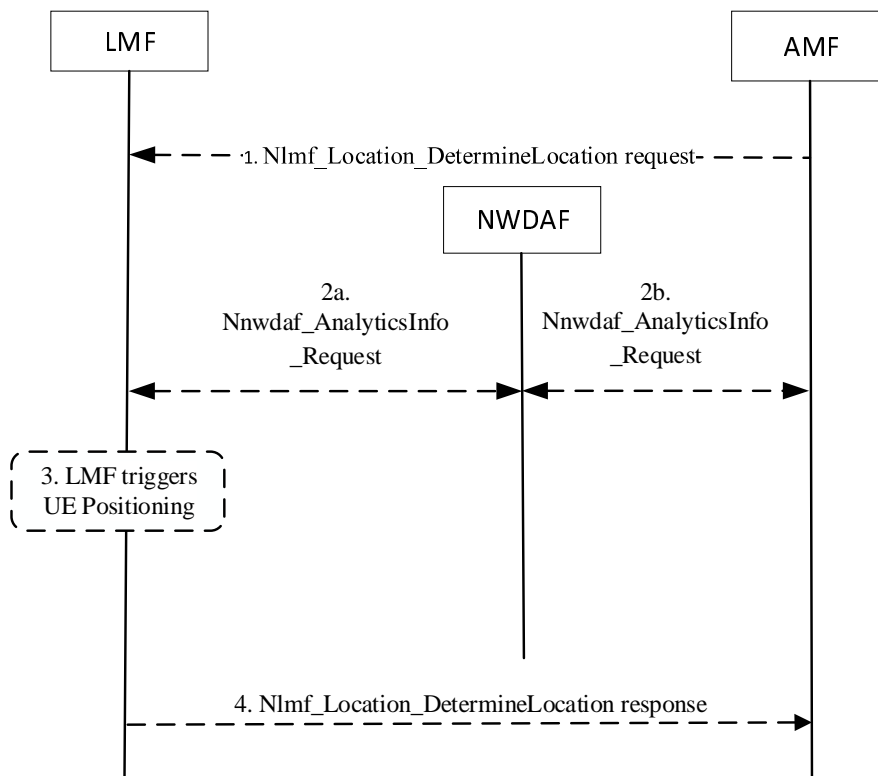 LMF
AMF
1. Nlmf_Location_DetermineLocation request
NWDAF
2a.
Nnwdaf_AnalyticsInfo
_Request
2b.
Nnwdaf_AnalyticsInfo
_Request
3. LMF triggers
UE Positioning
4. Nlmf_Location_DetermineLocation response